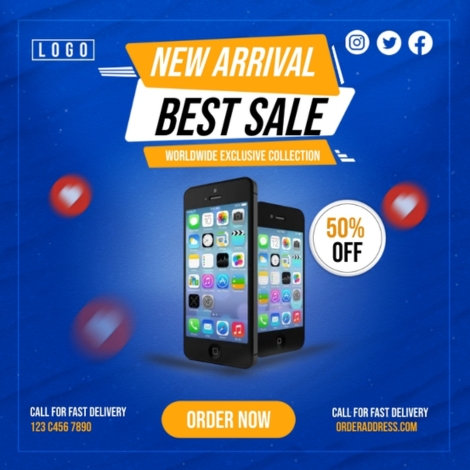 LOGO
NEW ARRIVAL
BEST SALE
WORLDWIDE EXCLUSIVE COLLECTION
50%
OFF
CALL FOR FAST DELIVERY
123 C456 7890
ORDER NOW
CALL FOR FAST DELIVERY
ORDERADDRESS.COM